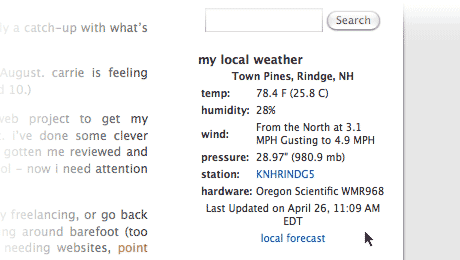 ly a catch-up with what's
Search
my local weather
Town Pines, Rindge, NH
August. carrie is feeling
temp: 78.4 F (25.8 C)
d 10.)
humidity: 28%
web project to get my
wind: From the North at 3.1
MPH Gusting to 4.9 MPH
. i've done some clever
gotten me reviewed and
pressure: 28.97" (980.9 mb)
ol - now i need attention
station: KNHRINDG5
hardware: Oregon Scientific WMR968
Last Updated on April 26, 11:09 AM
EDT
y freelancing, or go back
ng around barefoot (too
local forecast
needing websites, point